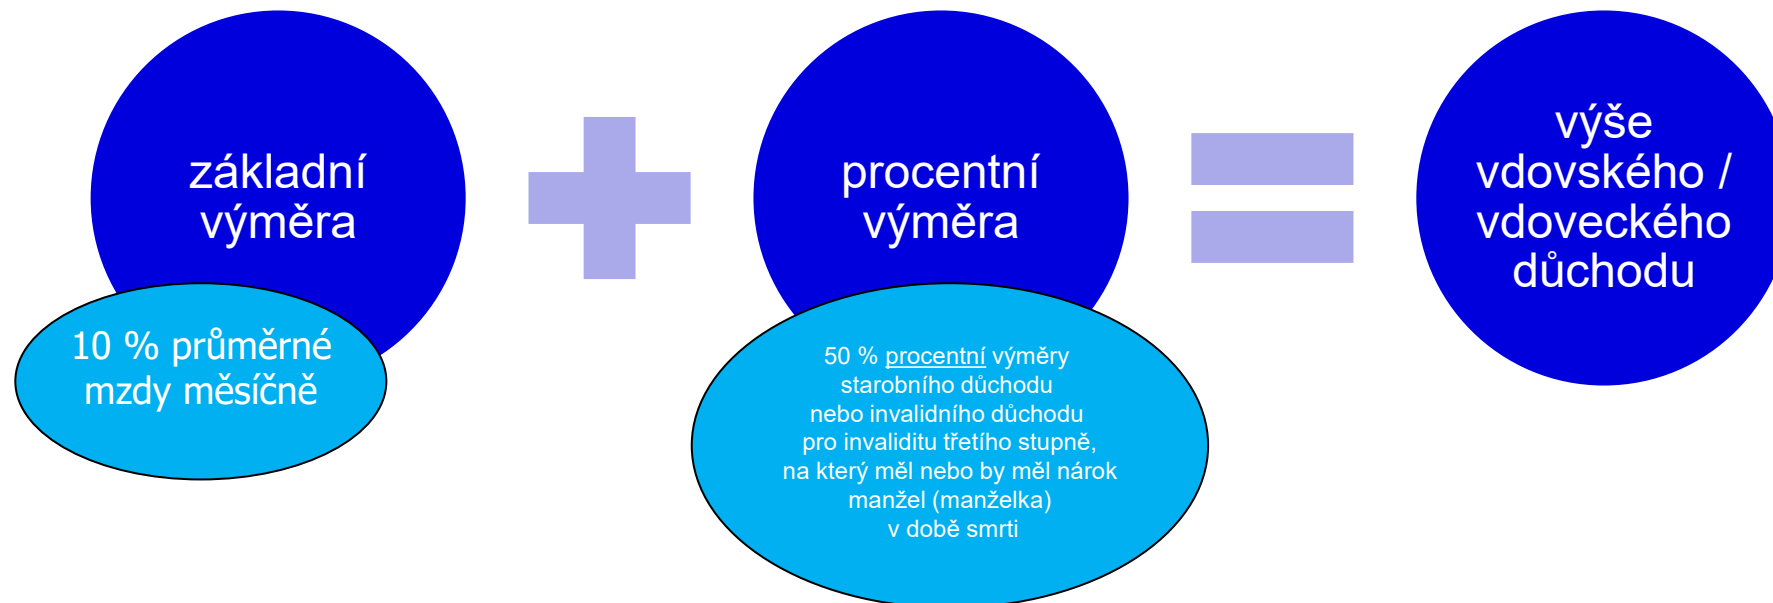 základní
výměra
10 % průměrné
mzdy měsíčně
procentní
výměra
50 % procentní výměry
starobního důchodu
nebo invalidního důchodu
pro invaliditu třetího stupně,
na který měl nebo by měl nárok
manžel (manželka)
v době smrti
výše
vdovského /
vdoveckého
důchodu